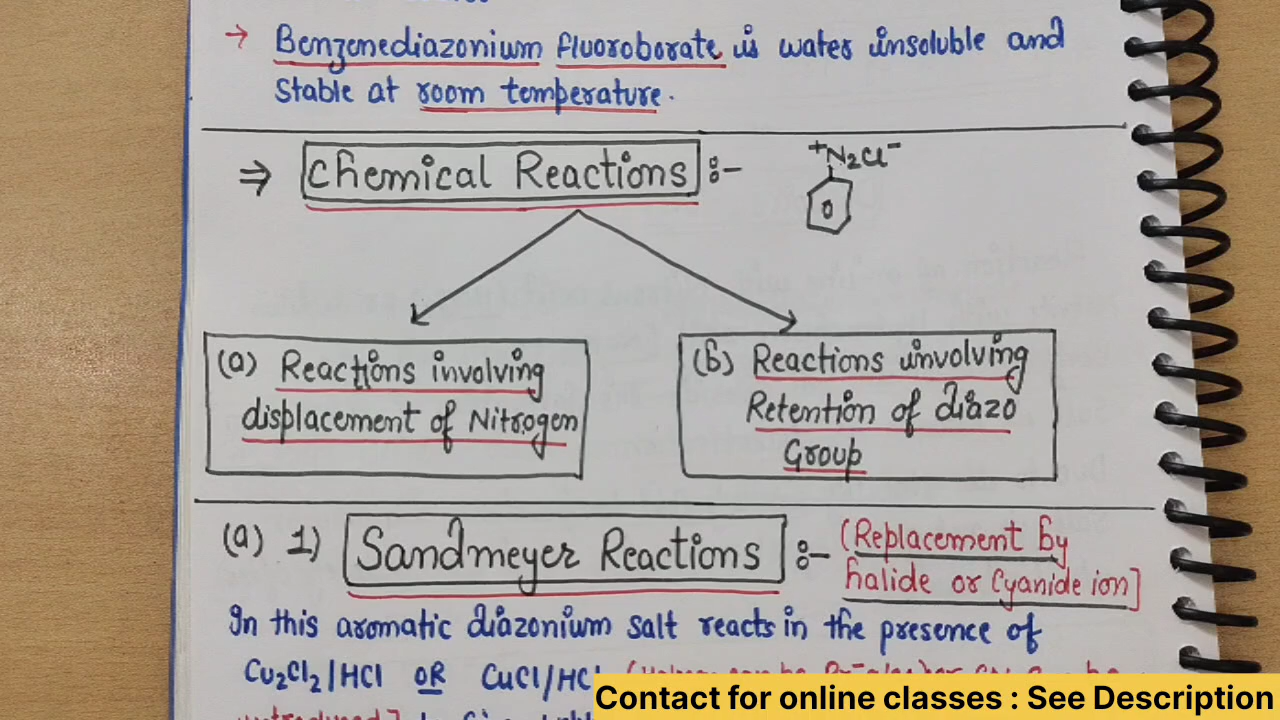 → Benzenediazonium fluoroborate is water insoluble and
Stable at room temperature.
⇒ Chemical Reactions :-
⁺N₂Cl⁻
(a) Reactions involving
displacement of Nitrogen
(b) Reactions involving
Retention of diazo
Group
(a) 1) Sandmeyer Reactions :- (Replacement by
halide or Cyanide ion]
In this aromatic diazonium salt reacts in the presence of
Cu₂Cl₂/HCl OR CuCl/HCl
Contact for online classes : See Description